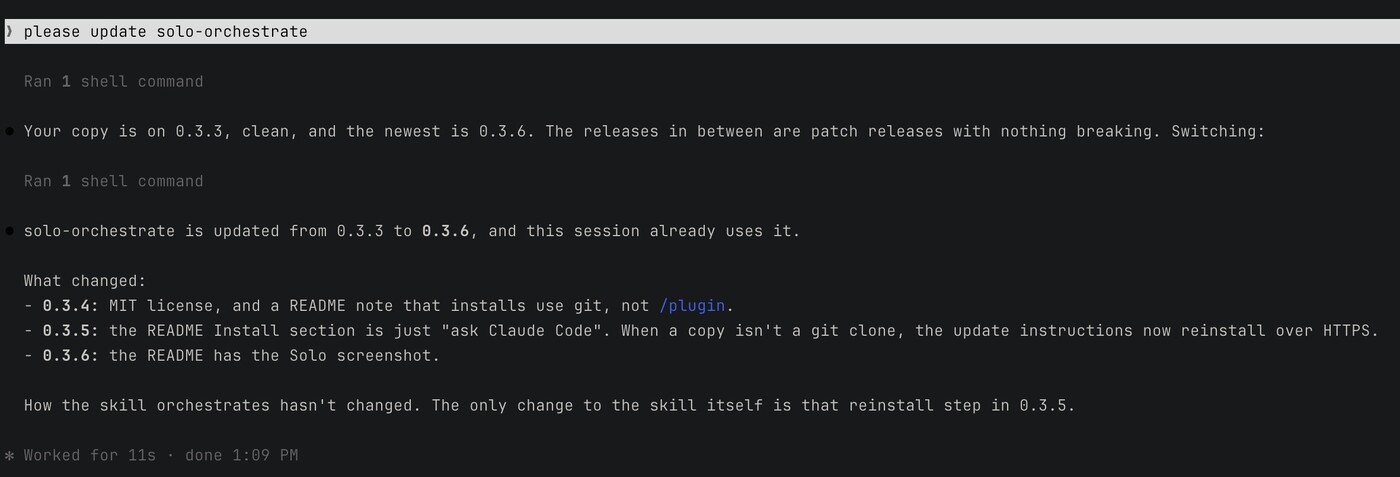 ❯ please update solo-orchestrate
Ran 1 shell command
● Your copy is on 0.3.3, clean, and the newest is 0.3.6. The releases in between are patch releases with nothing breaking. Switching:
Ran 1 shell command
● solo-orchestrate is updated from 0.3.3 to 0.3.6, and this session already uses it.
What changed:
- 0.3.4: MIT license, and a README note that installs use git, not /plugin.
- 0.3.5: the README Install section is just "ask Claude Code". When a copy isn't a git clone, the update instructions now reinstall over HTTPS.
- 0.3.6: the README has the Solo screenshot.
How the skill orchestrates hasn't changed. The only change to the skill itself is that reinstall step in 0.3.5.
✻ Worked for 11s · done 1:09 PM